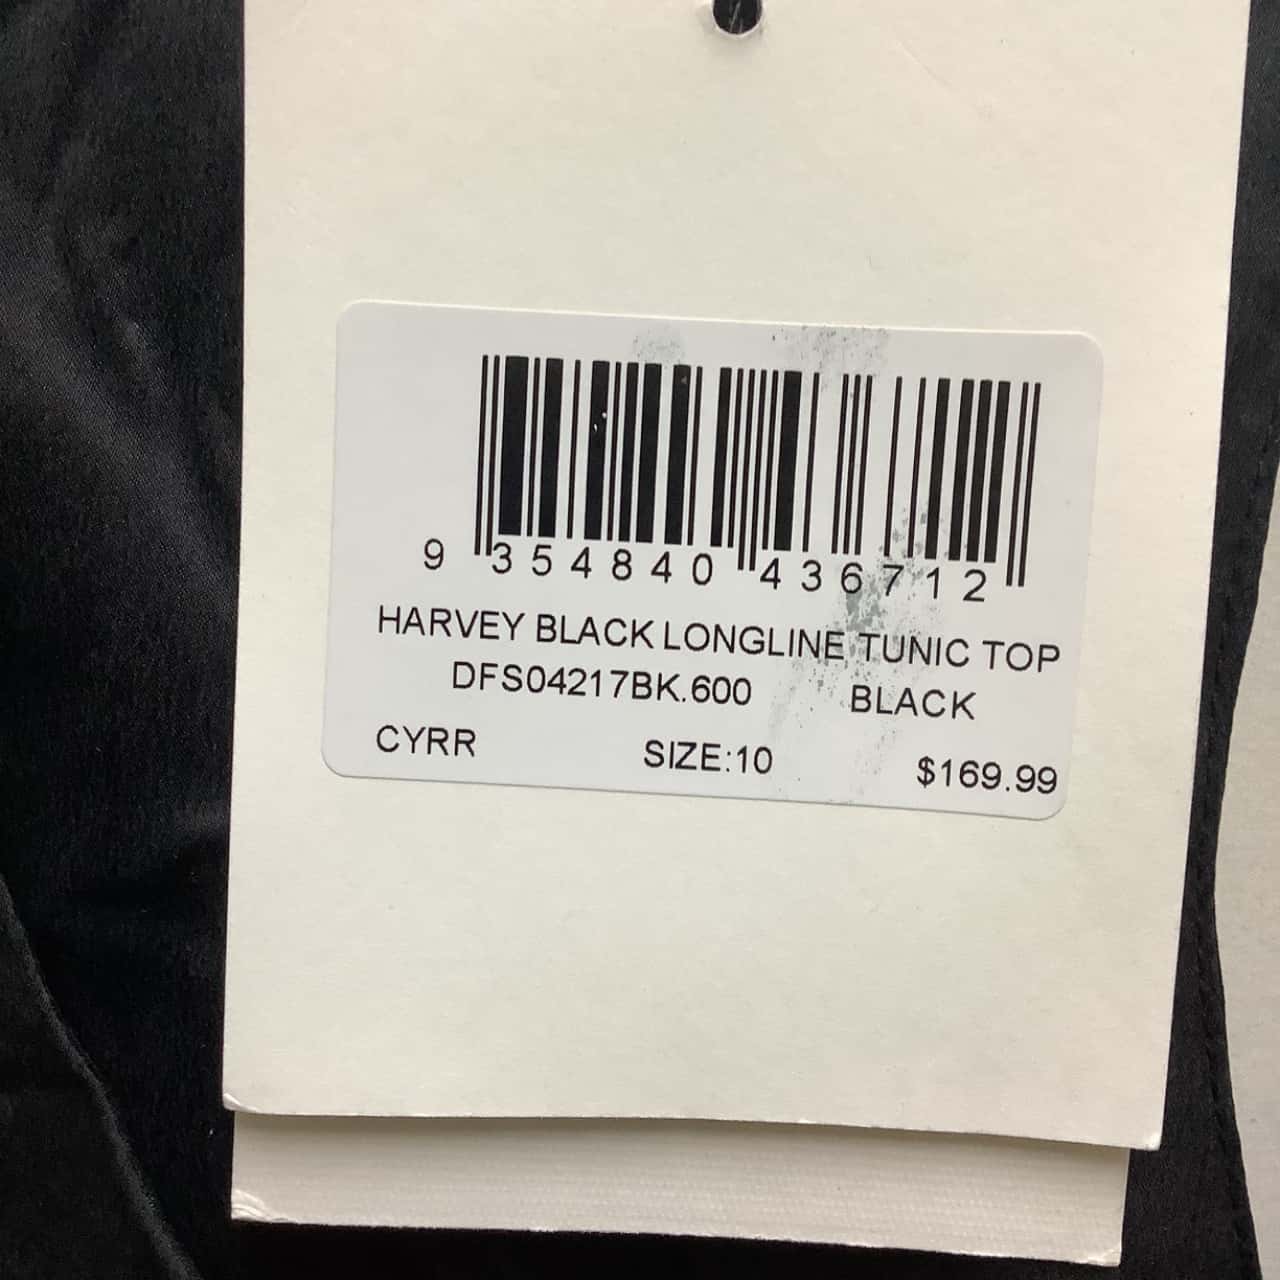 9 354840 436712
HARVEY BLACK LONGLINE TUNIC TOP
DFS04217BK.600 BLACK
CYRR SIZE:10 $169.99